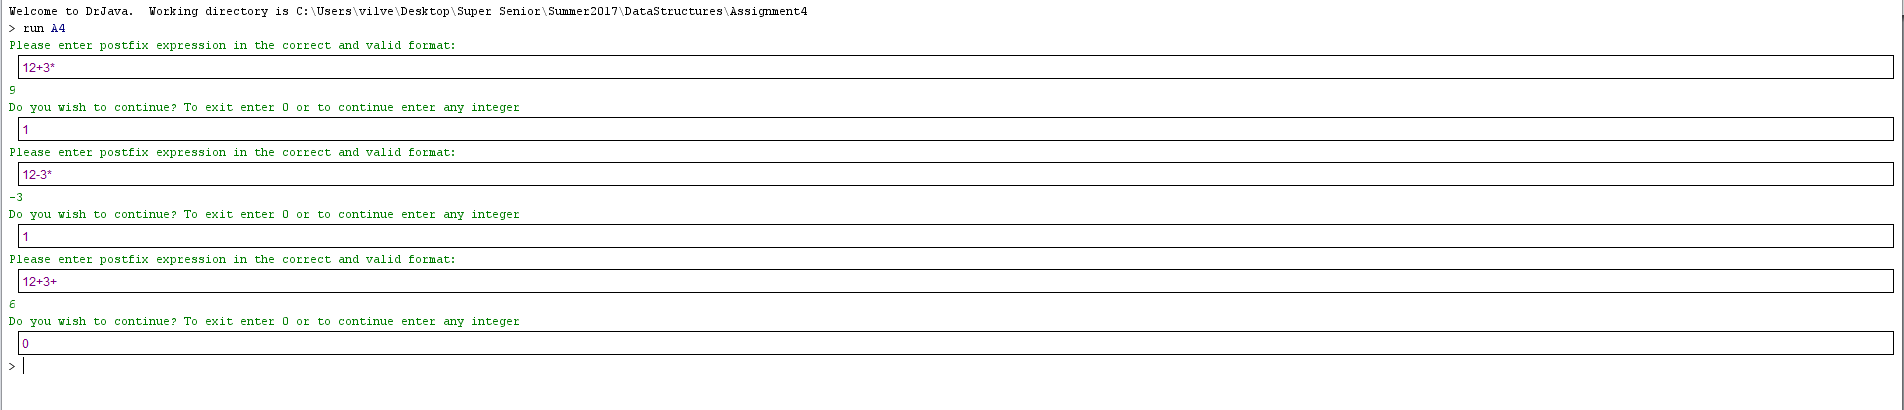 Welcome to DrJava.  Working directory is C:\Users\vilve\Desktop\Super Senior\Summer2017\DataStructures\Assignment4
> run A4
Please enter postfix expression in the correct and valid format:
12+3*
9
Do you wish to continue? To exit enter 0 or to continue enter any integer
1
Please enter postfix expression in the correct and valid format:
12-3*
-3
Do you wish to continue? To exit enter 0 or to continue enter any integer
1
Please enter postfix expression in the correct and valid format:
12+3+
6
Do you wish to continue? To exit enter 0 or to continue enter any integer
0
>